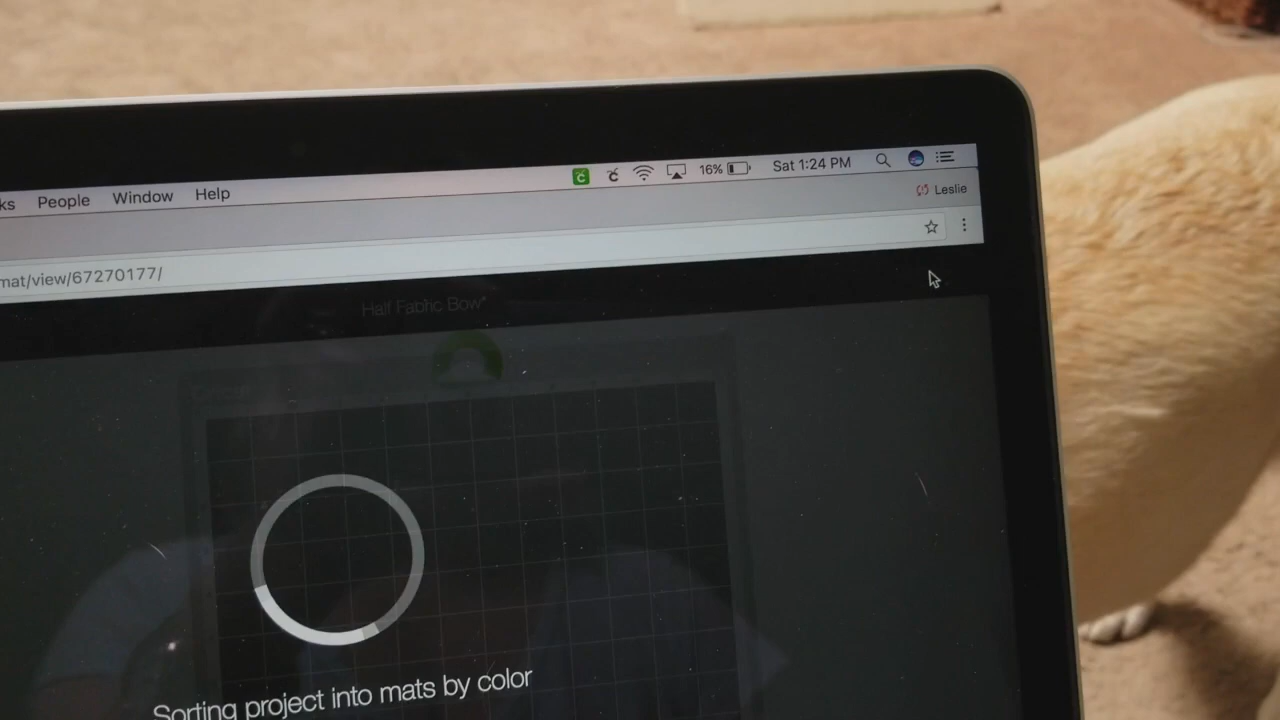 ks People Window Help 16% Sat 1:24 PM
Leslie
mat/view/67270177/
Half Fabric Bow*
Sorting project into mats by color